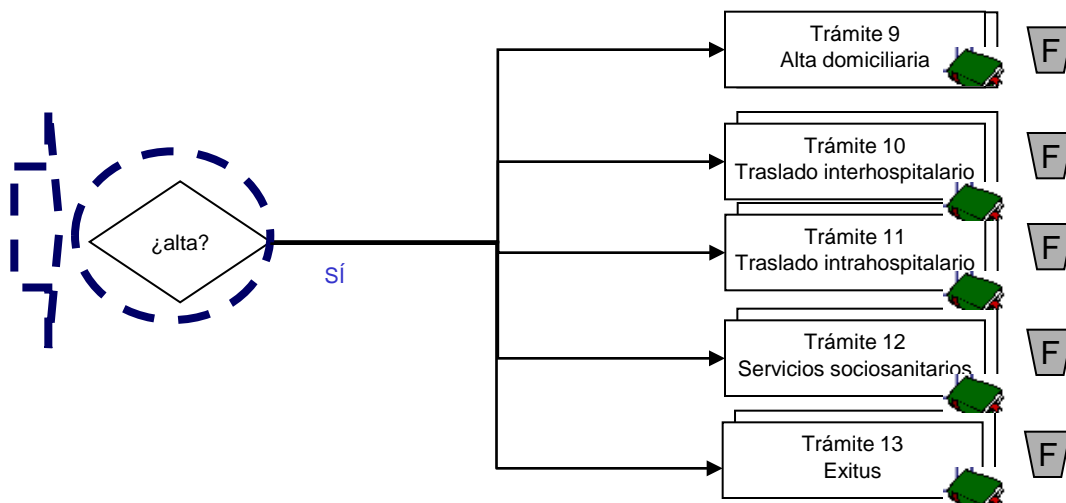 ¿alta?
SÍ
Trámite 9
Alta domiciliaria
F
Trámite 10
Traslado interhospitalario
F
Trámite 11
Traslado intrahospitalario
F
Trámite 12
Servicios sociosanitarios
F
Trámite 13
Exitus
F